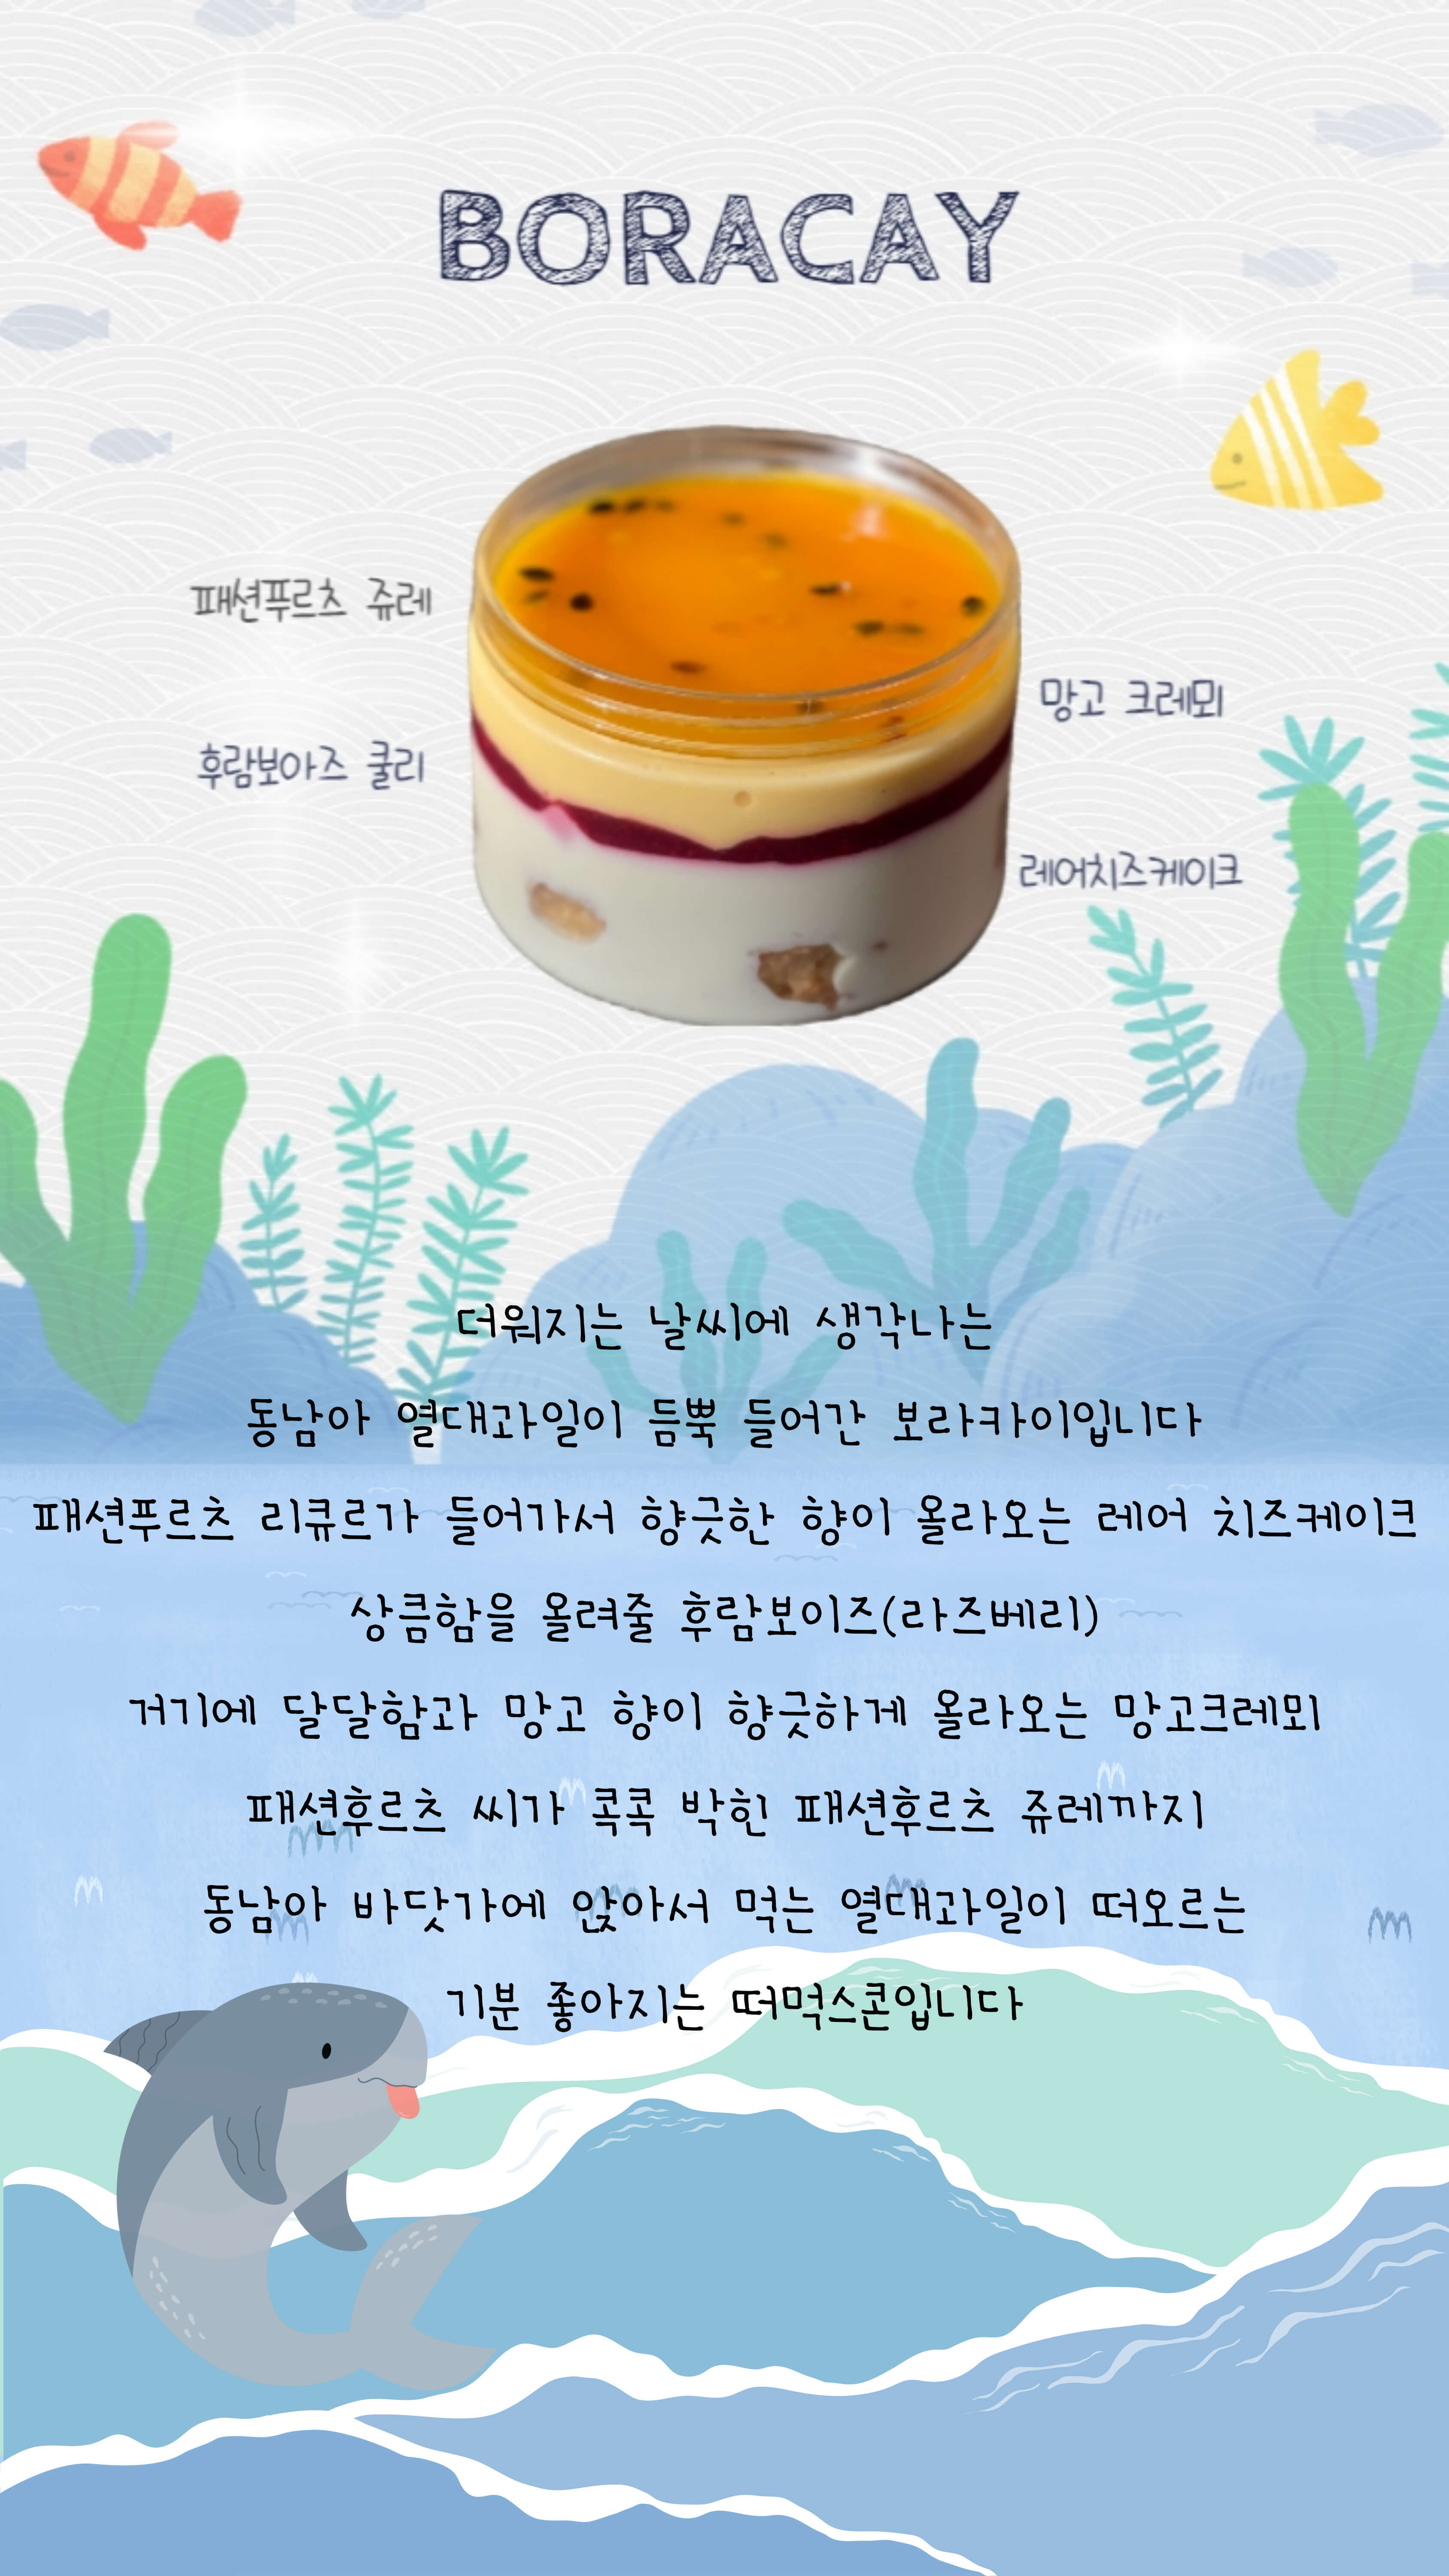 BORACAY
패션푸르츠 쥬레
망고 크레뫼
후람보아즈 쿨리
레어치즈케이크
더워지는 날씨에 생각나는
동남아 열대과일이 듬뿍 들어간 보라카이입니다
패션푸르츠 리큐르가 들어가서 향긋한 향이 올라오는 레어 치즈케이크
상큼함을 올려줄 후람보이즈(라즈베리)
거기에 달달함과 망고 향이 향긋하게 올라오는 망고크레뫼
패션후르츠 씨가 콕콕 박힌 패션후르츠 쥬레까지
동남아 바닷가에 앉아서 먹는 열대과일이 떠오르는
기분 좋아지는 떠먹스콘입니다